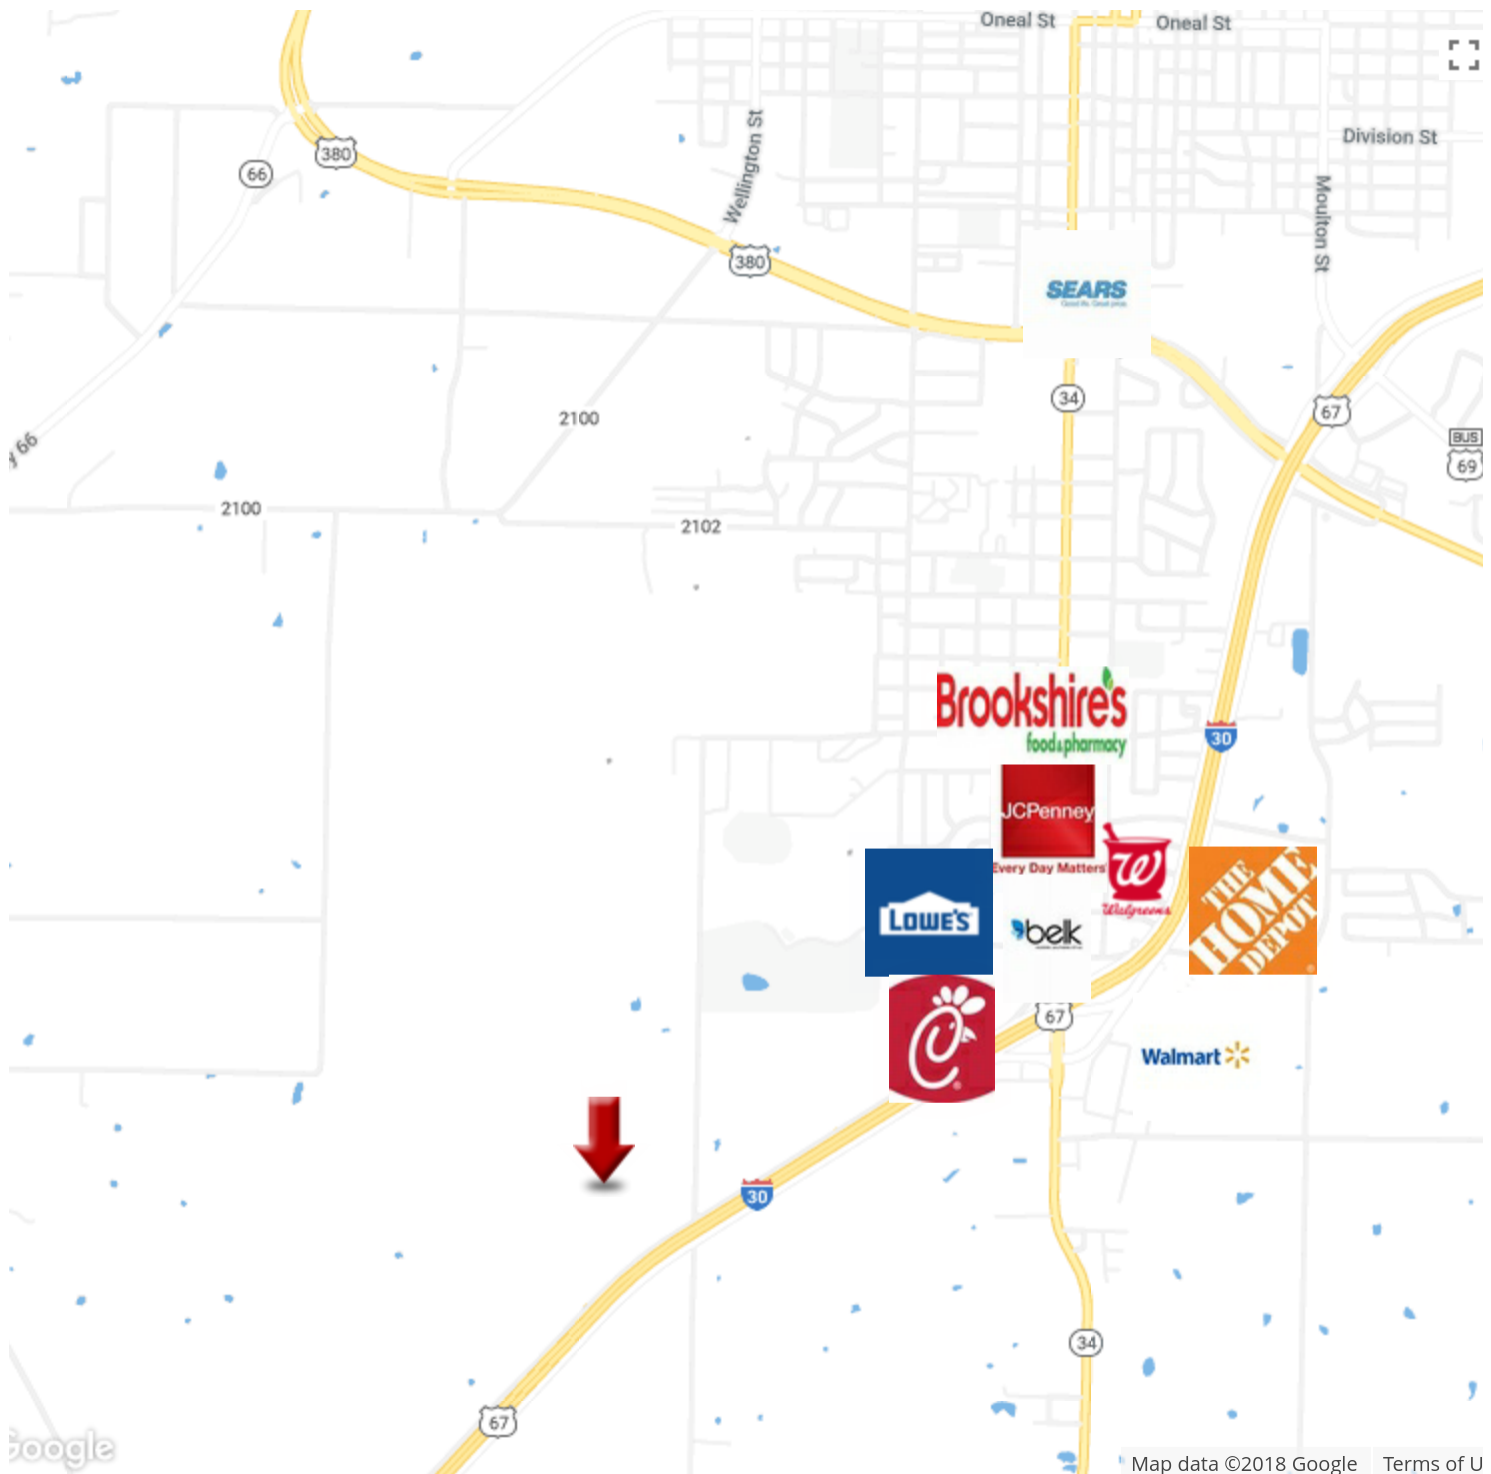 Oneal St
Oneal St
Division St
380
66
Wellington St
Moulton St
380
SEARS
34
67
BUS
69
2100
y 66
2100
2102
Brookshire's
food & pharmacy
30
JCPenney
Every Day Matters
W
Walgreens
LOWE'S
belk
THE
HOME
DEPOT
67
Walmart
30
34
67
Google
Map data ©2018 Google
Terms of U